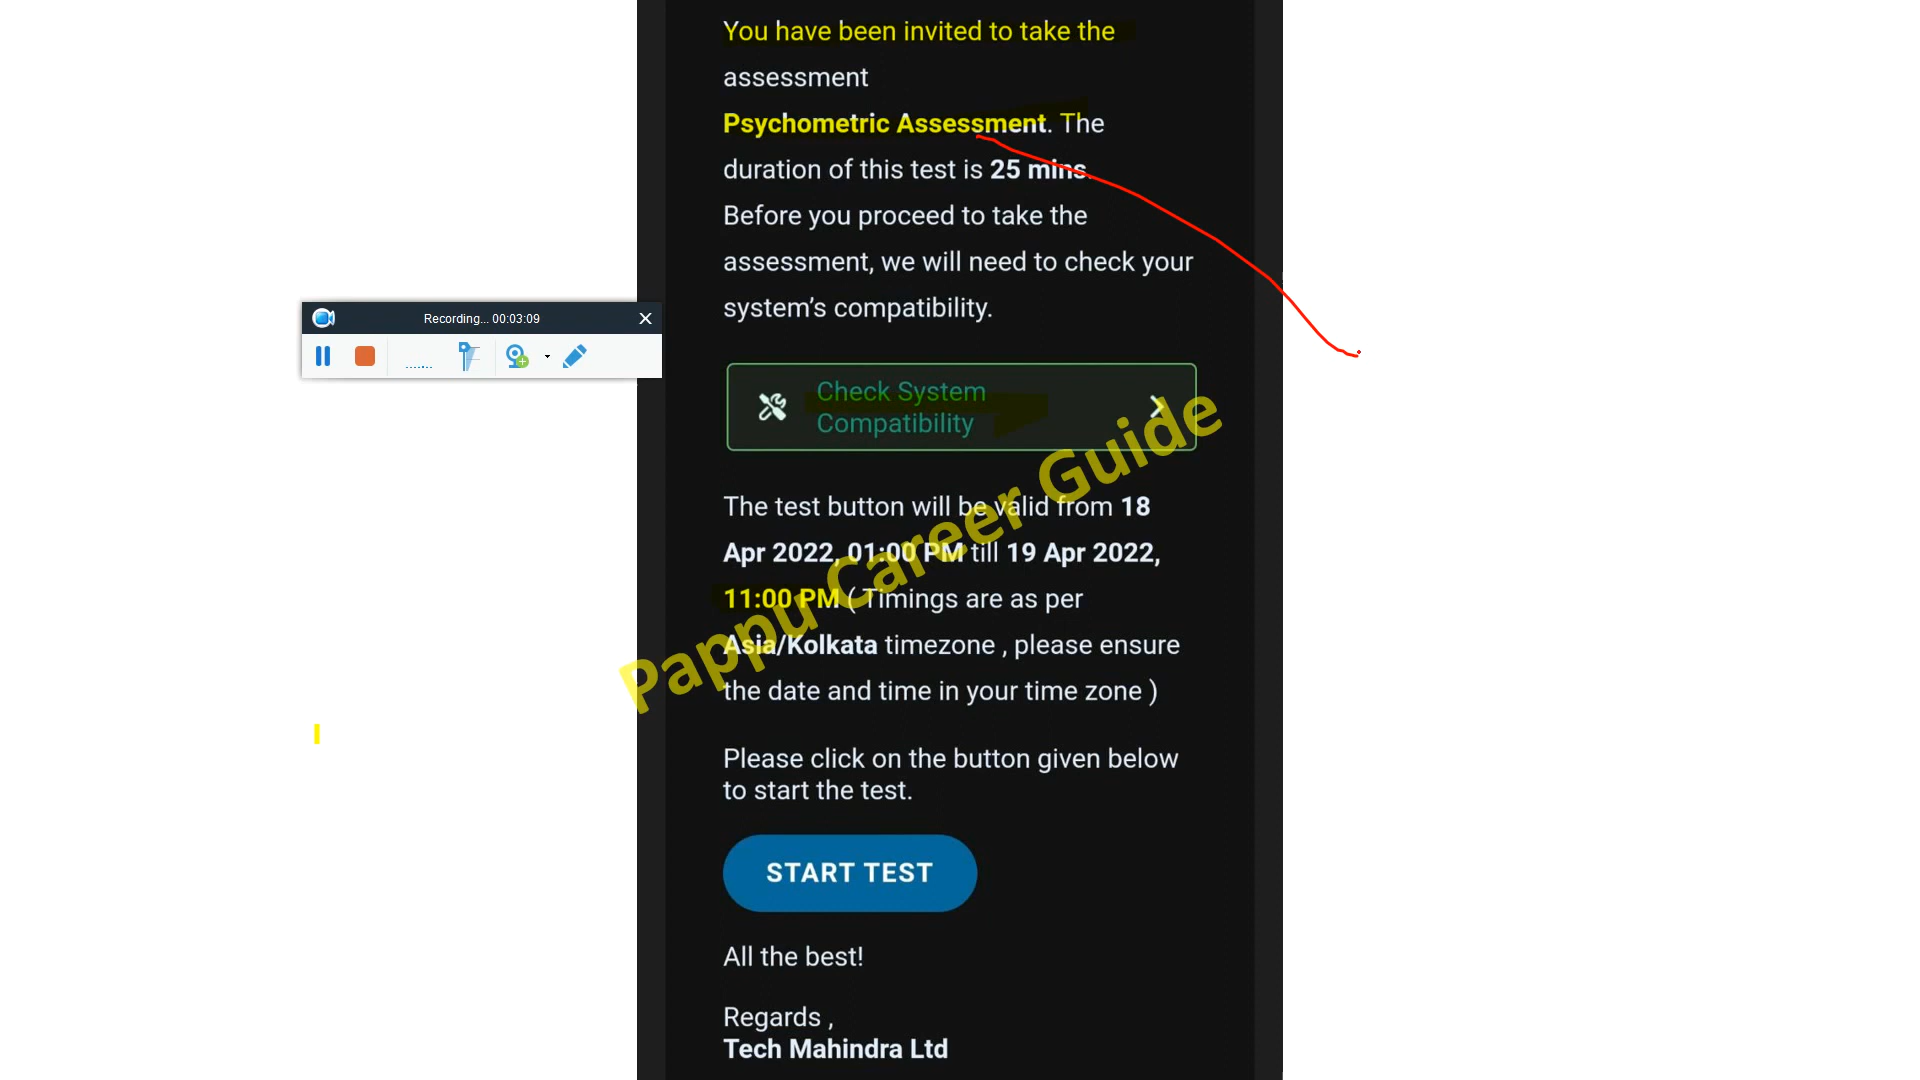 You have been invited to take the
assessment
Psychometric Assessment. The
duration of this test is 25 mins.
Before you proceed to take the
assessment, we will need to check your
system’s compatibility.
Recording... 00:03:09
Check System
Compatibility
The test button will be valid from 18
Apr 2022, 01:00 PM till 19 Apr 2022,
11:00 PM ( Timings are as per
Asia/Kolkata timezone , please ensure
the date and time in your time zone )
Pappu Career Guide
Please click on the button given below
to start the test.
START TEST
All the best!
Regards ,
Tech Mahindra Ltd